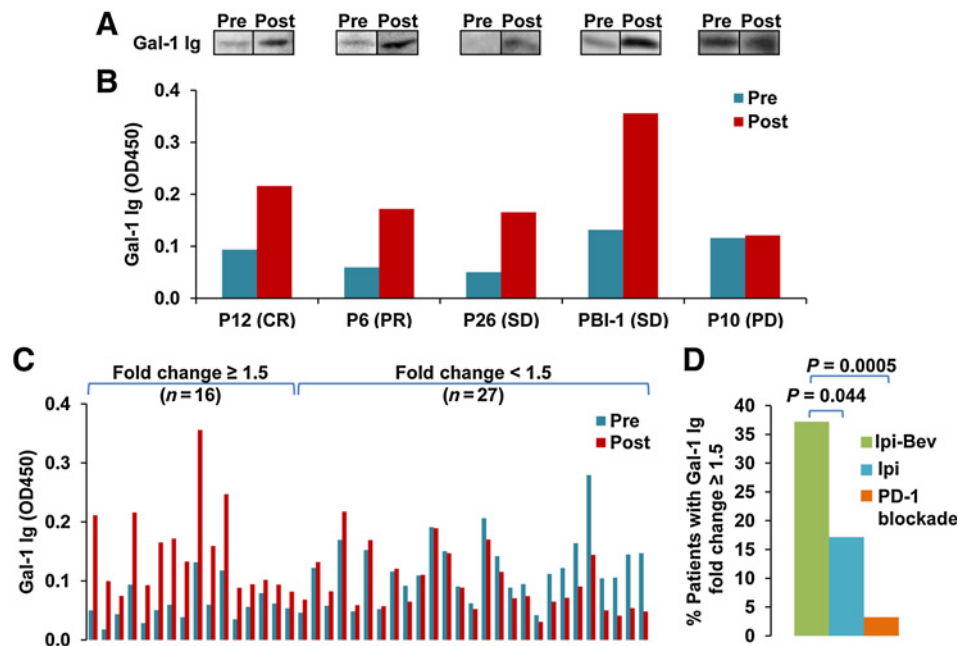 A
Pre Post Pre Post Pre Post Pre Post Pre Post
Gal-1 Ig
B
Gal-1 Ig (OD450)
0.4
0.3
0.2
0.1
0.0
Pre
Post
P12 (CR) P6 (PR) P26 (SD) PBI-1 (SD) P10 (PD)
C
Fold change ≥ 1.5
(n = 16)
Fold change < 1.5
(n = 27)
Gal-1 Ig (OD450)
0.4
0.3
0.2
0.1
0.0
Pre
Post
D
P = 0.0005
P = 0.044
% Patients with Gal-1 Ig
fold change ≥ 1.5
40
35
30
25
20
15
10
5
0
Ipi-Bev
Ipi
PD-1
blockade